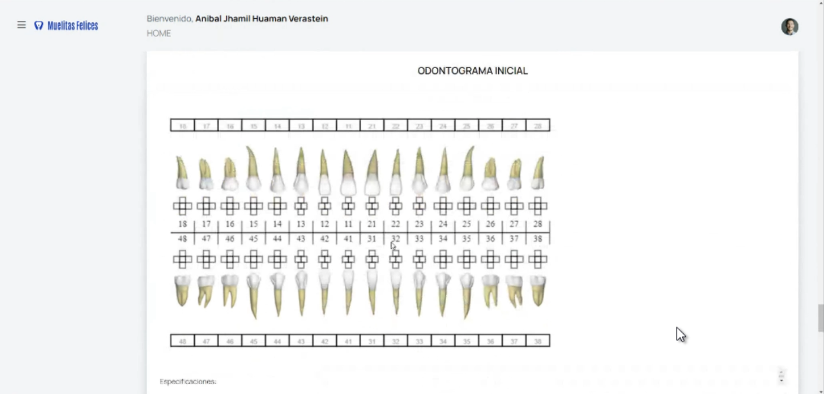 Muelitas Felices
Bienvenido, Anibal Jhamil Huaman Verastein
HOME
ODONTOGRAMA INICIAL
18 17 16 15 14 13 12 11 21 22 23 24 25 26 27 28
18 17 16 15 14 13 12 11 21 22 23 24 25 26 27 28
48 47 46 45 44 43 42 41 31 32 33 34 35 36 37 38
48 47 46 45 44 43 42 41 31 32 33 34 35 36 37 38
Especificaciones: